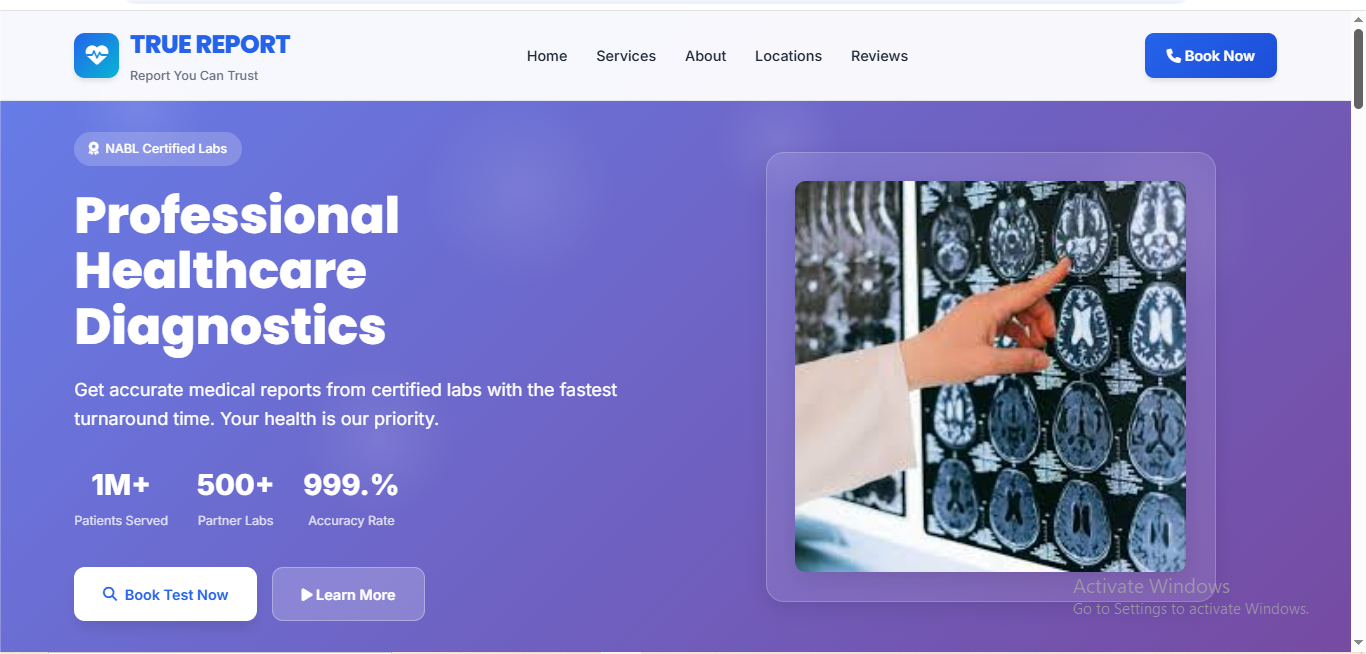 TRUE REPORT
Report You Can Trust
Home Services About Locations Reviews
Book Now
NABL Certified Labs
Professional
Healthcare
Diagnostics
Get accurate medical reports from certified labs with the fastest
turnaround time. Your health is our priority.
1M+ 500+ 999.%
Patients Served Partner Labs Accuracy Rate
Book Test Now Learn More
Activate Windows
Go to Settings to activate Windows.